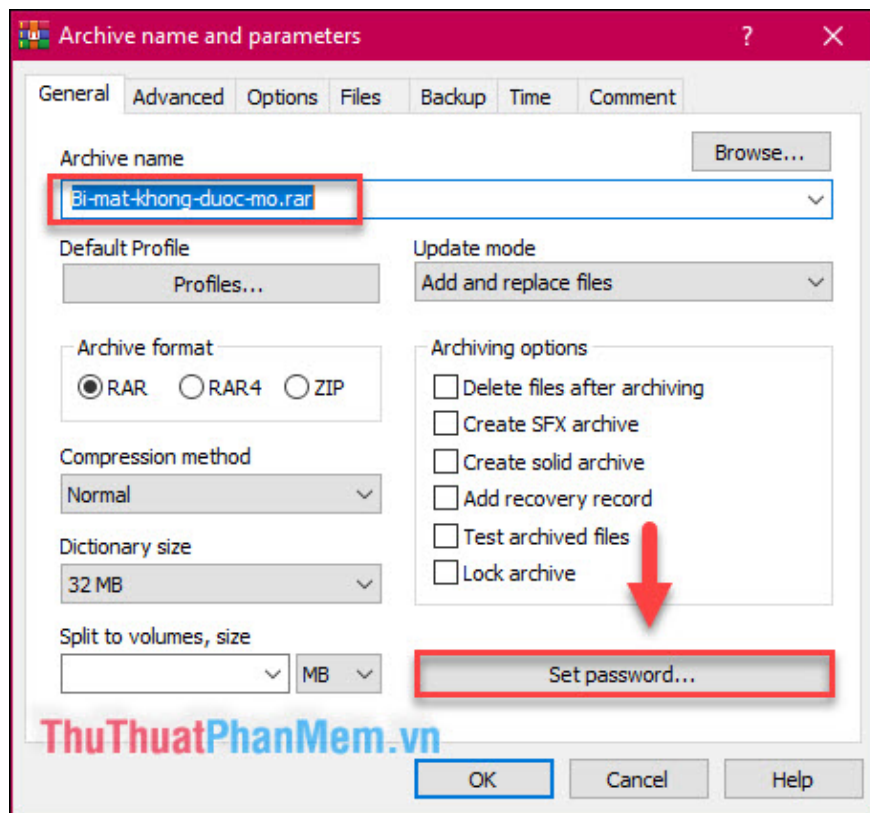 Archive name and parameters ? X
General Advanced Options Files Backup Time Comment
Archive name
Browse...
Bi-mat-khong-duoc-mo.rar
Default Profile
Profiles...
Update mode
Add and replace files
Archive format
RAR RAR4 ZIP
Compression method
Normal
Dictionary size
32 MB
Split to volumes, size
MB
Archiving options
Delete files after archiving
Create SFX archive
Create solid archive
Add recovery record
Test archived files
Lock archive
Set password...
ThuThuatPhanMem.vn
OK Cancel Help